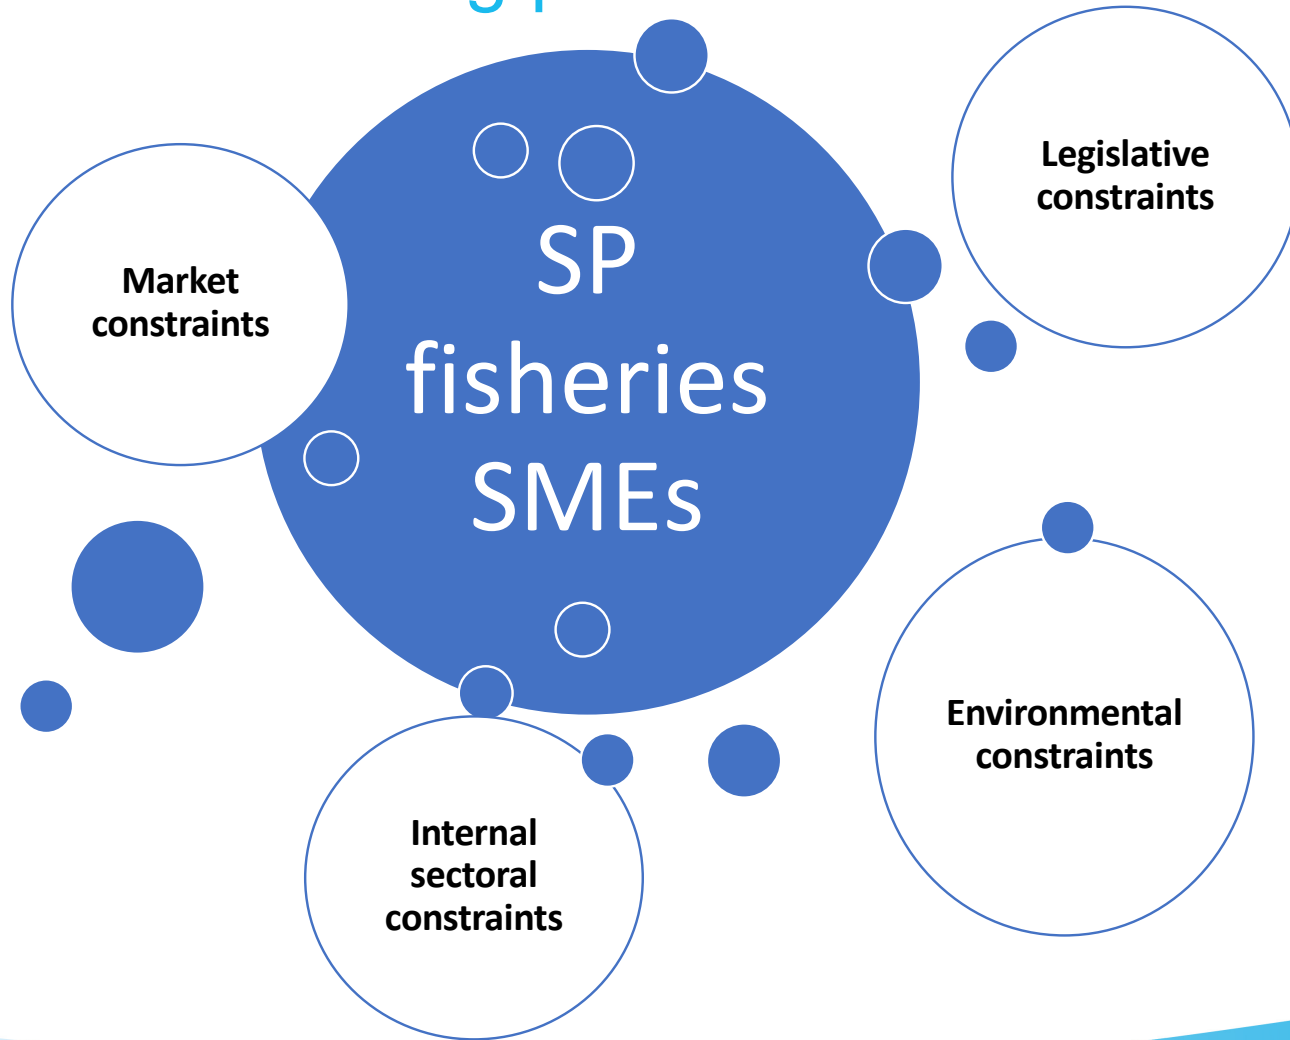 SP
fisheries
SMEs
Market
constraints
Legislative
constraints
Environmental
constraints
Internal
sectoral
constraints